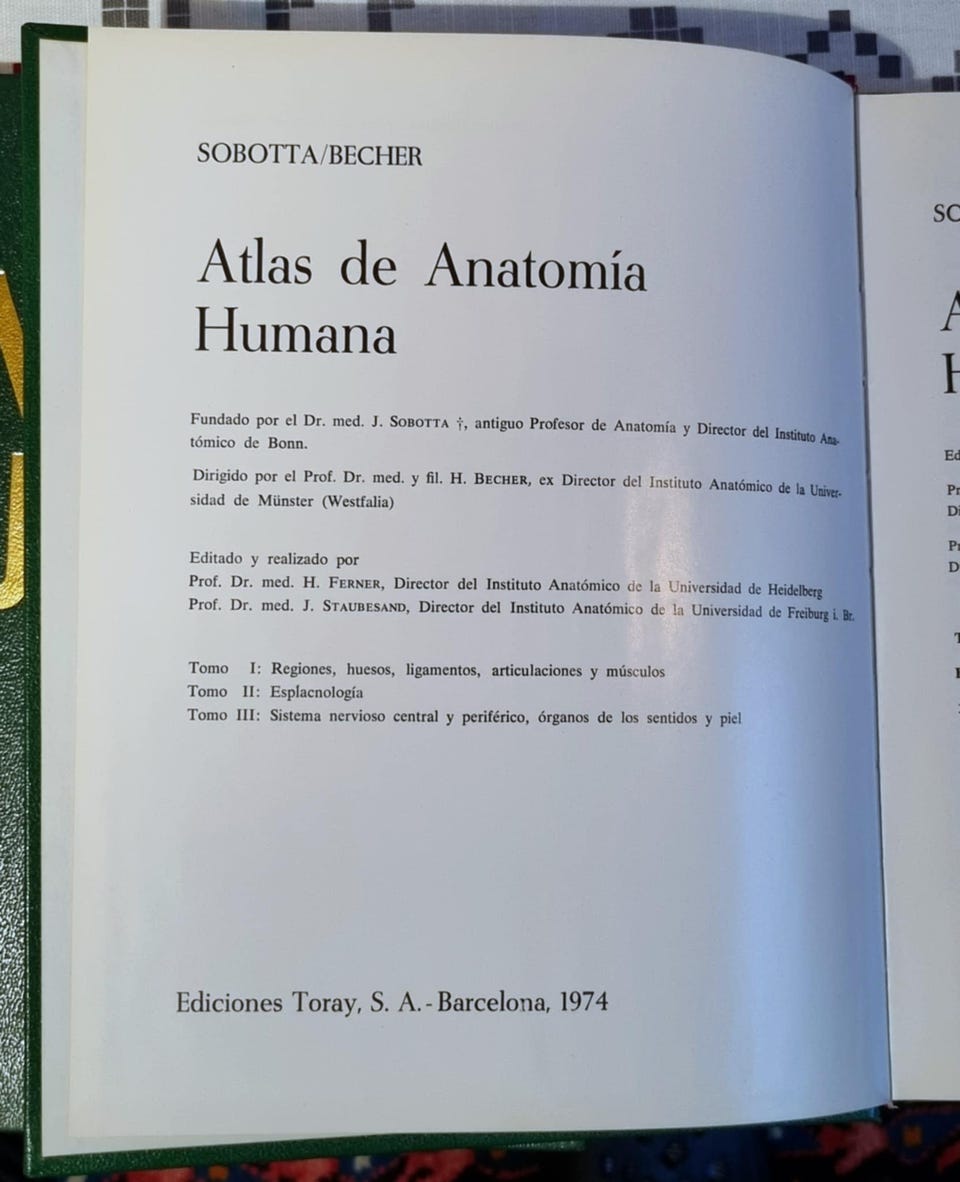 SOBOTTA/BECHER
Atlas de Anatomía
Humana
Fundado por el Dr. med. J. SOBOTTA †, antiguo Profesor de Anatomía y Director del Instituto Ana-
tómico de Bonn.
Dirigido por el Prof. Dr. med. y fil. H. BECHER, ex Director del Instituto Anatómico de la Univer-
sidad de Münster (Westfalia)
Editado y realizado por
Prof. Dr. med. H. FERNER, Director del Instituto Anatómico de la Universidad de Heidelberg
Prof. Dr. med. J. STAUBESAND, Director del Instituto Anatómico de la Universidad de Freiburg i. Br.
Tomo I: Regiones, huesos, ligamentos, articulaciones y músculos
Tomo II: Esplacnología
Tomo III: Sistema nervioso central y periférico, órganos de los sentidos y piel
Ediciones Toray, S. A. - Barcelona, 1974